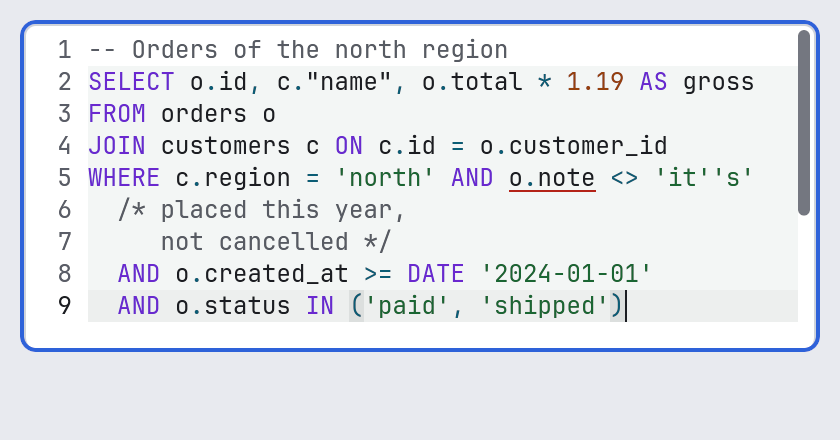 1 -- Orders of the north region
2 SELECT o.id, c."name", o.total * 1.19 AS gross
3 FROM orders o
4 JOIN customers c ON c.id = o.customer_id
5 WHERE c.region = 'north' AND o.note <> 'it''s'
6   /* placed this year,
7      not cancelled */
8   AND o.created_at >= DATE '2024-01-01'
9   AND o.status IN ('paid', 'shipped')